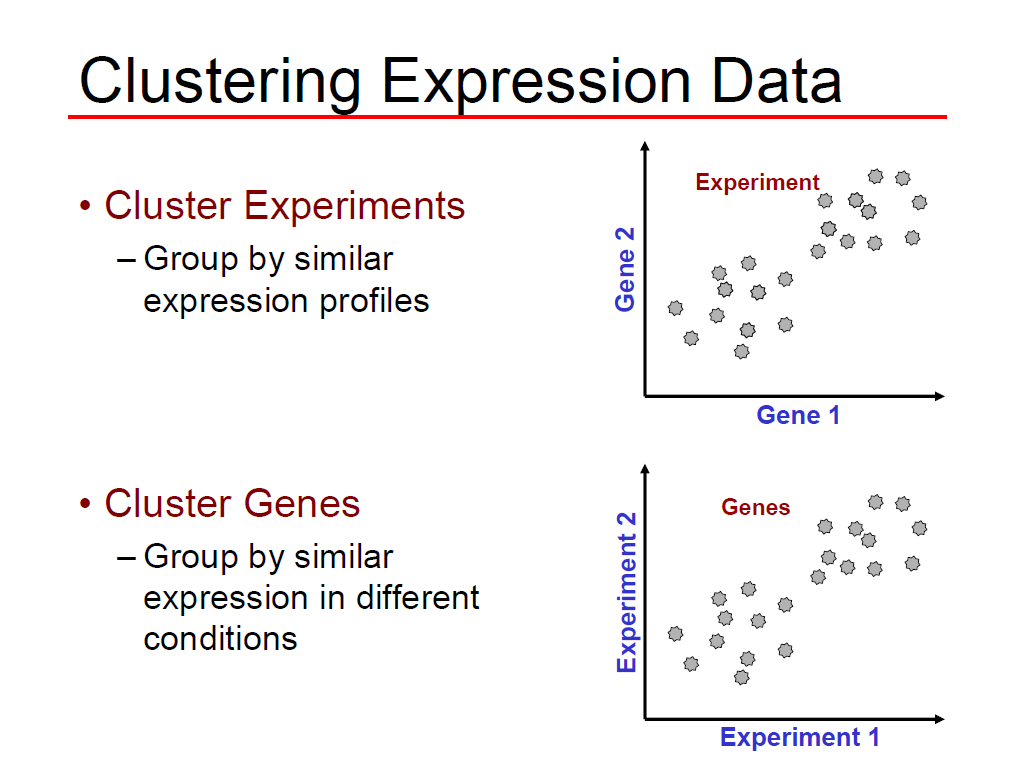 Clustering Expression Data
• Cluster Experiments
– Group by similar
expression profiles
Experiment
Gene 2
Gene 1
• Cluster Genes
– Group by similar
expression in different
conditions
Genes
Experiment 2
Experiment 1